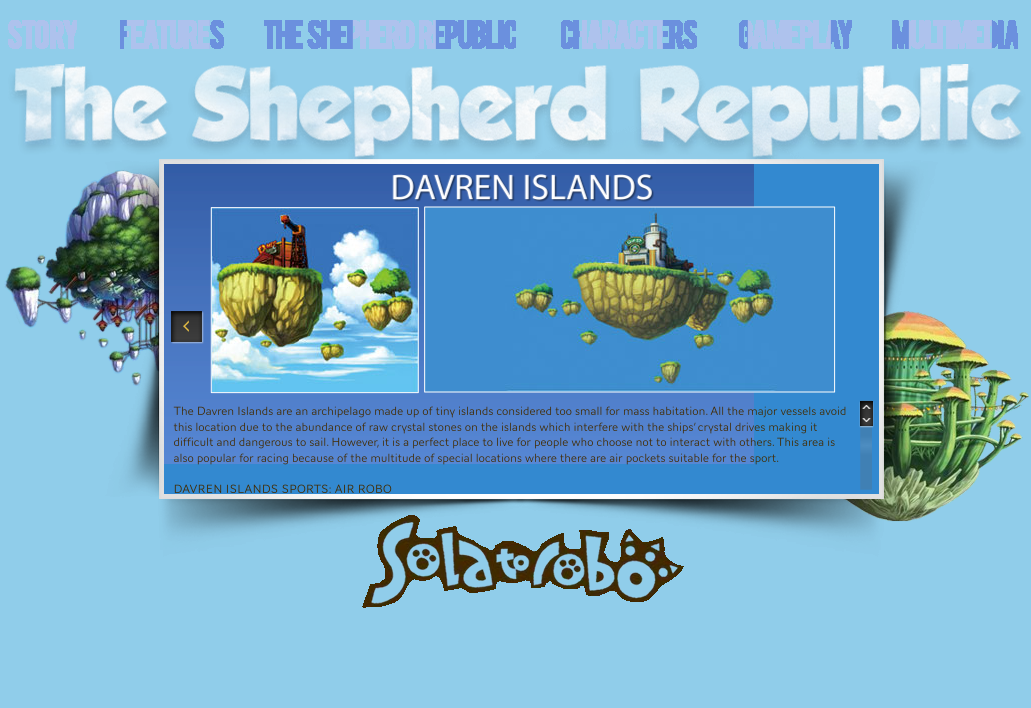 STORY FEATURES THE SHEPHERD REPUBLIC CHARACTERS GAMEPLAY MULTIMEDIA
The Shepherd Republic
DAVREN ISLANDS
The Davren Islands are an archipelago made up of tiny islands considered too small for mass habitation. All the major vessels avoid
this location due to the abundance of raw crystal stones on the islands which interfere with the ships' crystal drives making it
difficult and dangerous to sail. However, it is a perfect place to live for people who choose not to interact with others. This area is
also popular for racing because of the multitude of special locations where there are air pockets suitable for the sport.
DAVREN ISLANDS SPORTS: AIR ROBO
Solatorobo